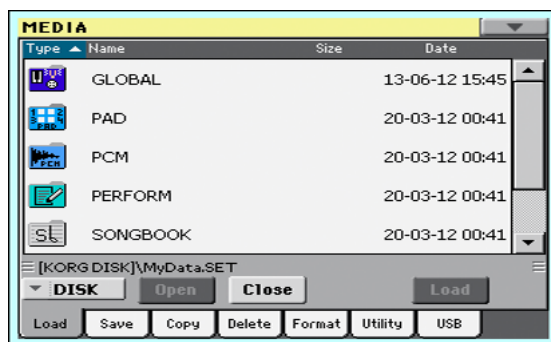 MEDIA
Type Name Size Date
GLOBAL 13-06-12 15:45
PAD 20-03-12 00:41
PCM PCM 20-03-12 00:41
PERFORM 20-03-12 00:41
SONGBOOK 20-03-12 00:41
[KORG DISK]\MyData.SET
DISK Open Close Load
Load Save Copy Delete Format Utility USB